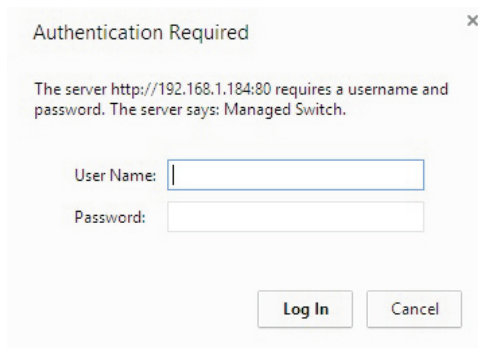 Authentication Required
The server http://192.168.1.184:80 requires a username and
password. The server says: Managed Switch.
User Name:
Password:
Log In Cancel